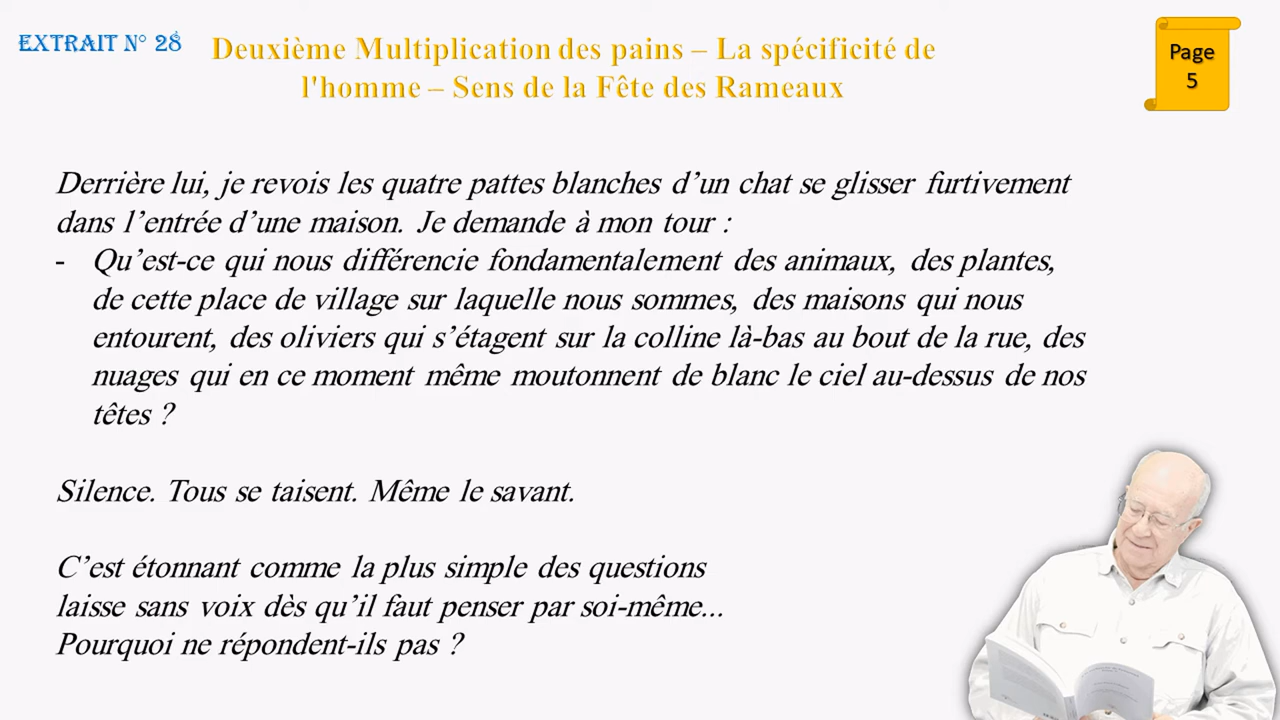 EXTRAIT N° 28
Deuxième Multiplication des pains – La spécificité de
l'homme – Sens de la Fête des Rameaux
Page
5
Derrière lui, je revois les quatre pattes blanches d’un chat se glisser furtivement
dans l’entrée d’une maison. Je demande à mon tour :
- Qu’est-ce qui nous différencie fondamentalement des animaux, des plantes,
de cette place de village sur laquelle nous sommes, des maisons qui nous
entourent, des oliviers qui s’étagent sur la colline là-bas au bout de la rue, des
nuages qui en ce moment même moutonnent de blanc le ciel au-dessus de nos
têtes ?
Silence. Tous se taisent. Même le savant.
C’est étonnant comme la plus simple des questions
laisse sans voix dès qu’il faut penser par soi-même...
Pourquoi ne répondent-ils pas ?